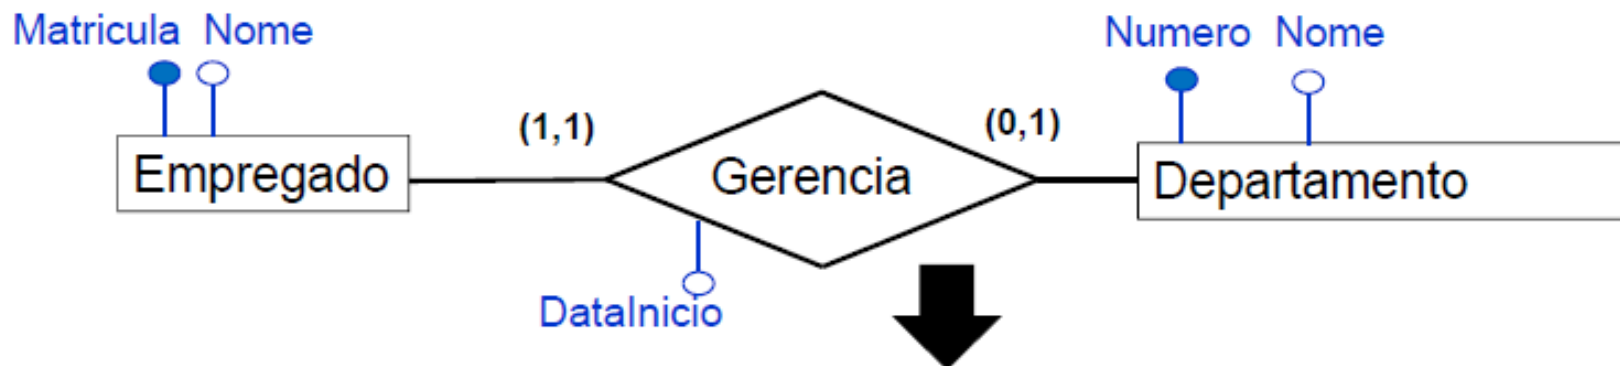 Matricula Nome
Numero Nome
(1,1)
(0,1)
Empregado
Gerencia
Departamento
DataInicio